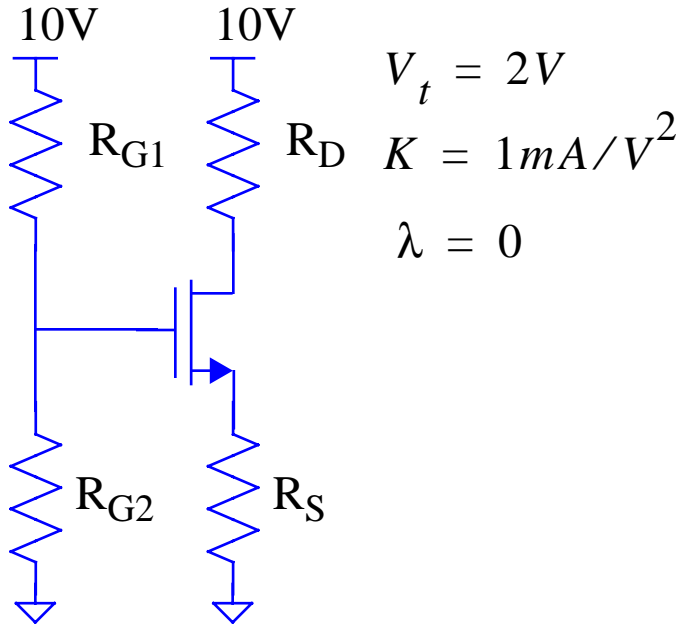 10V 10V
V_t = 2V
R_G1 R_D K = 1mA/V^2
λ = 0
R_G2 R_S